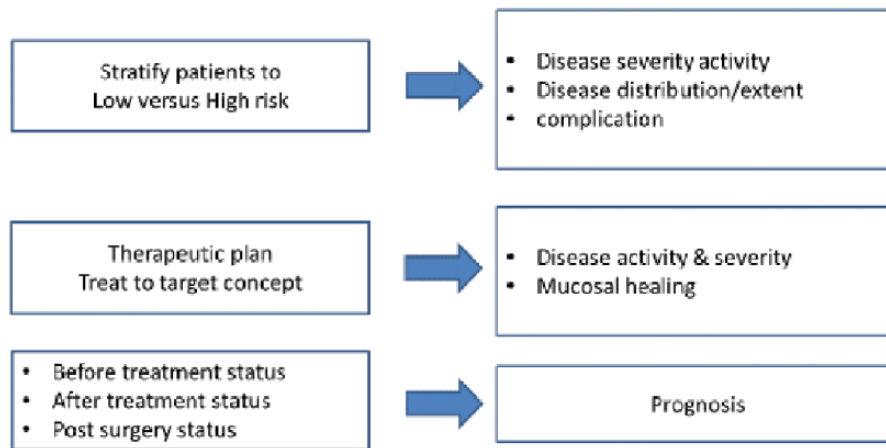 Stratify patients to
Low versus High risk
• Disease severity activity
• Disease distribution/extent
• complication
Therapeutic plan
Treat to target concept
• Disease activity & severity
• Mucosal healing
• Before treatment status
• After treatment status
• Post surgery status
Prognosis